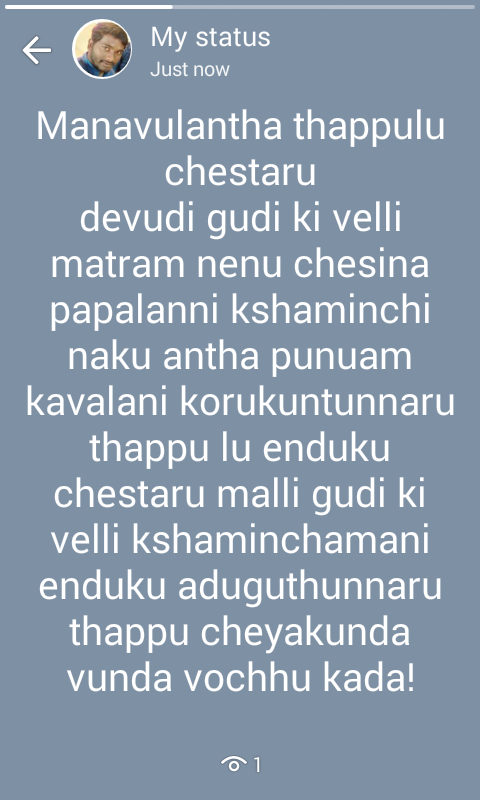 My status
Just now
Manavulantha thappulu
chestaru
devudi gudi ki velli
matram nenu chesina
papalanni kshaminchi
naku antha punuam
kavalani korukuntunnaru
thappu lu enduku
chestaru malli gudi ki
velli kshaminchamani
enduku aduguthunnaru
thappu cheyakunda
vunda vochhu kada!
1